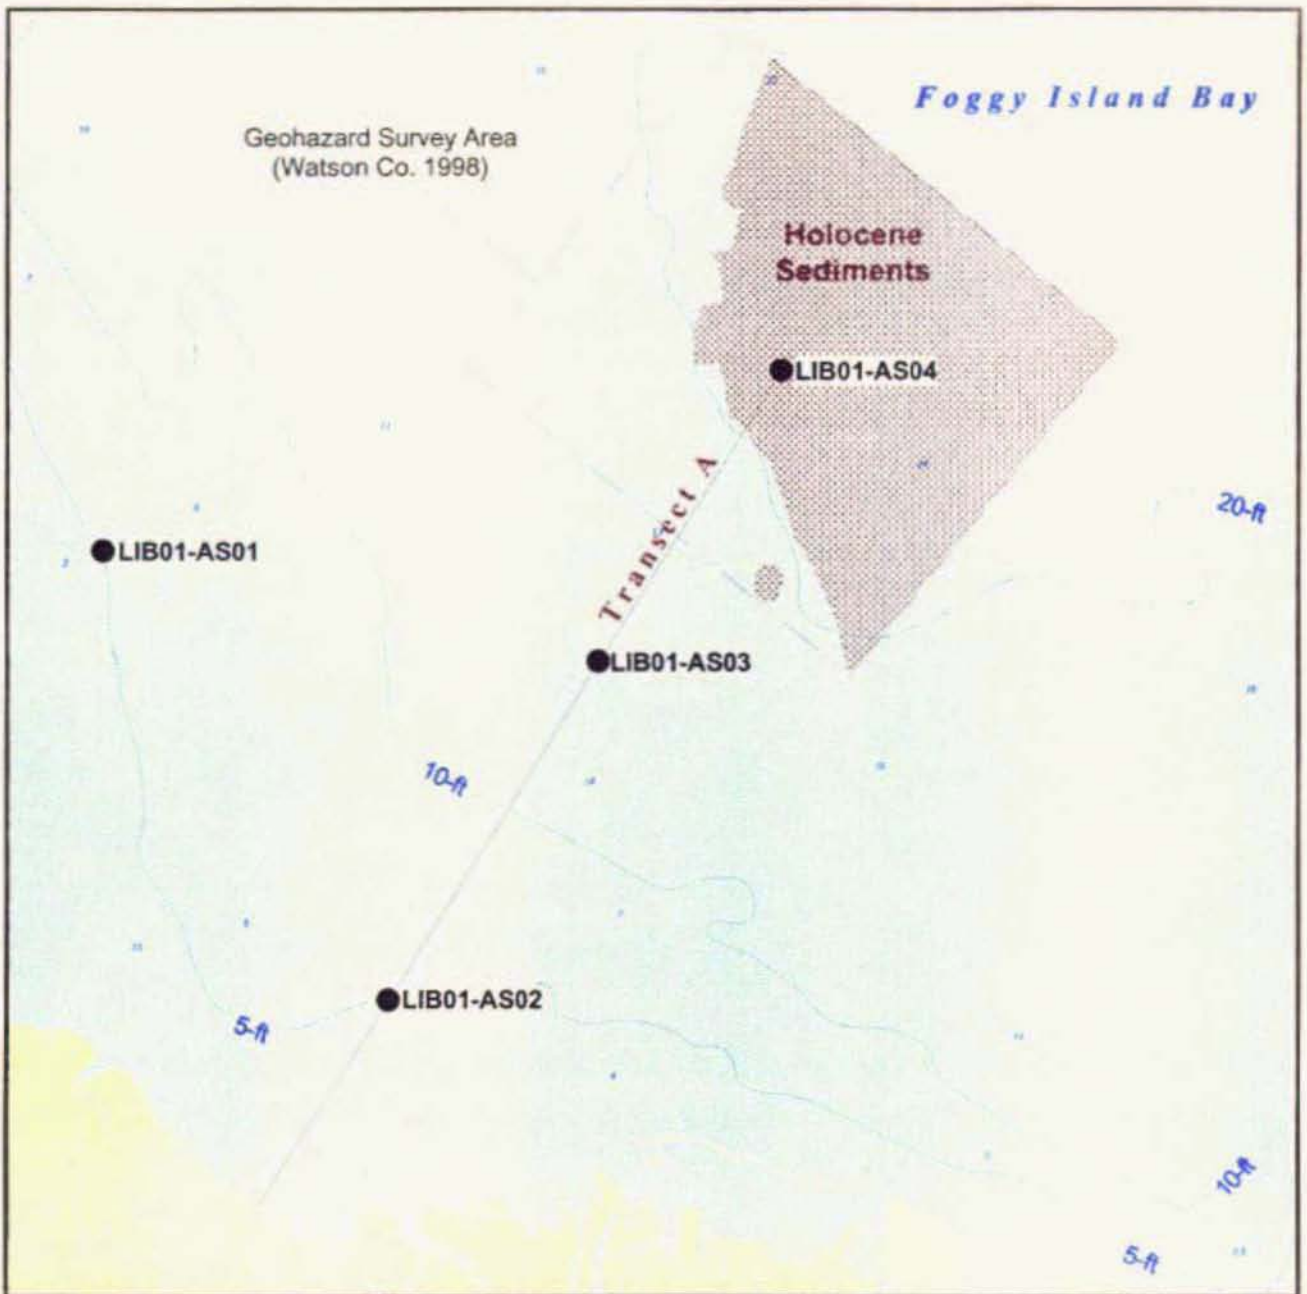 Foggy Island Bay
Geohazard Survey Area
(Watson Co. 1998)
Holocene
Sediments
LIB01-AS04
Transect A
20-ft
LIB01-AS01
LIB01-AS03
10-ft
LIB01-AS02
5-ft
10-ft
5-ft